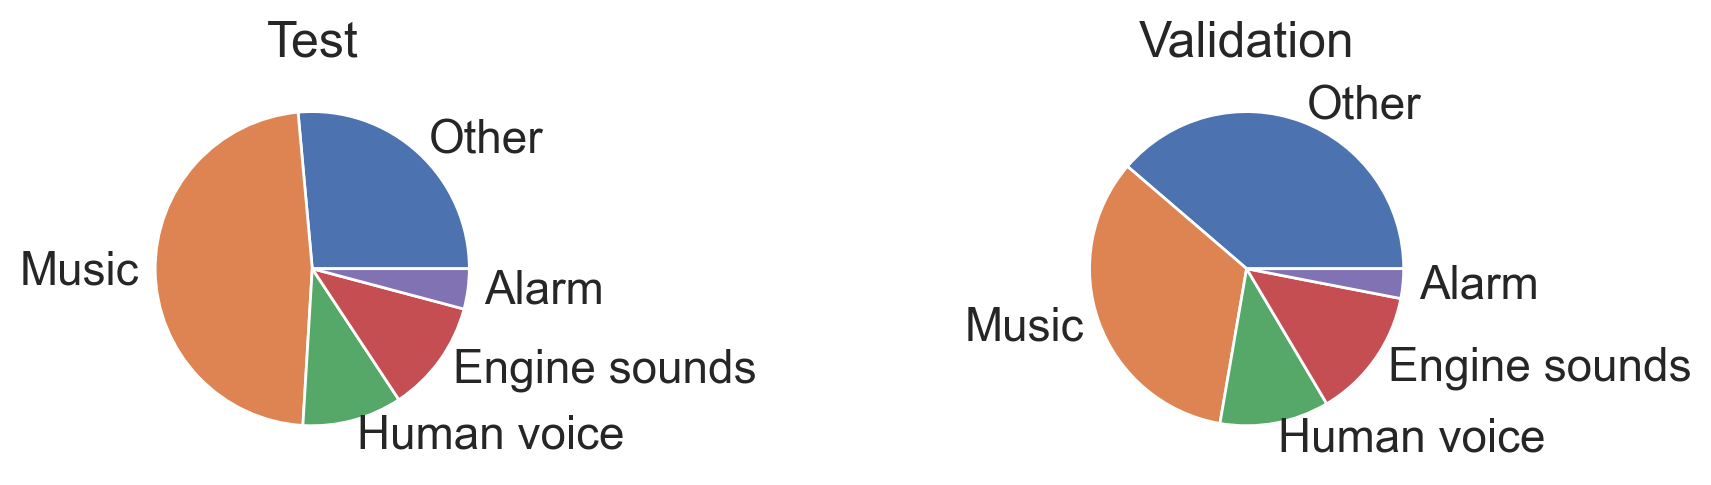 Test
Other
Music
Alarm
Engine sounds
Human voice
Validation
Other
Music
Alarm
Engine sounds
Human voice